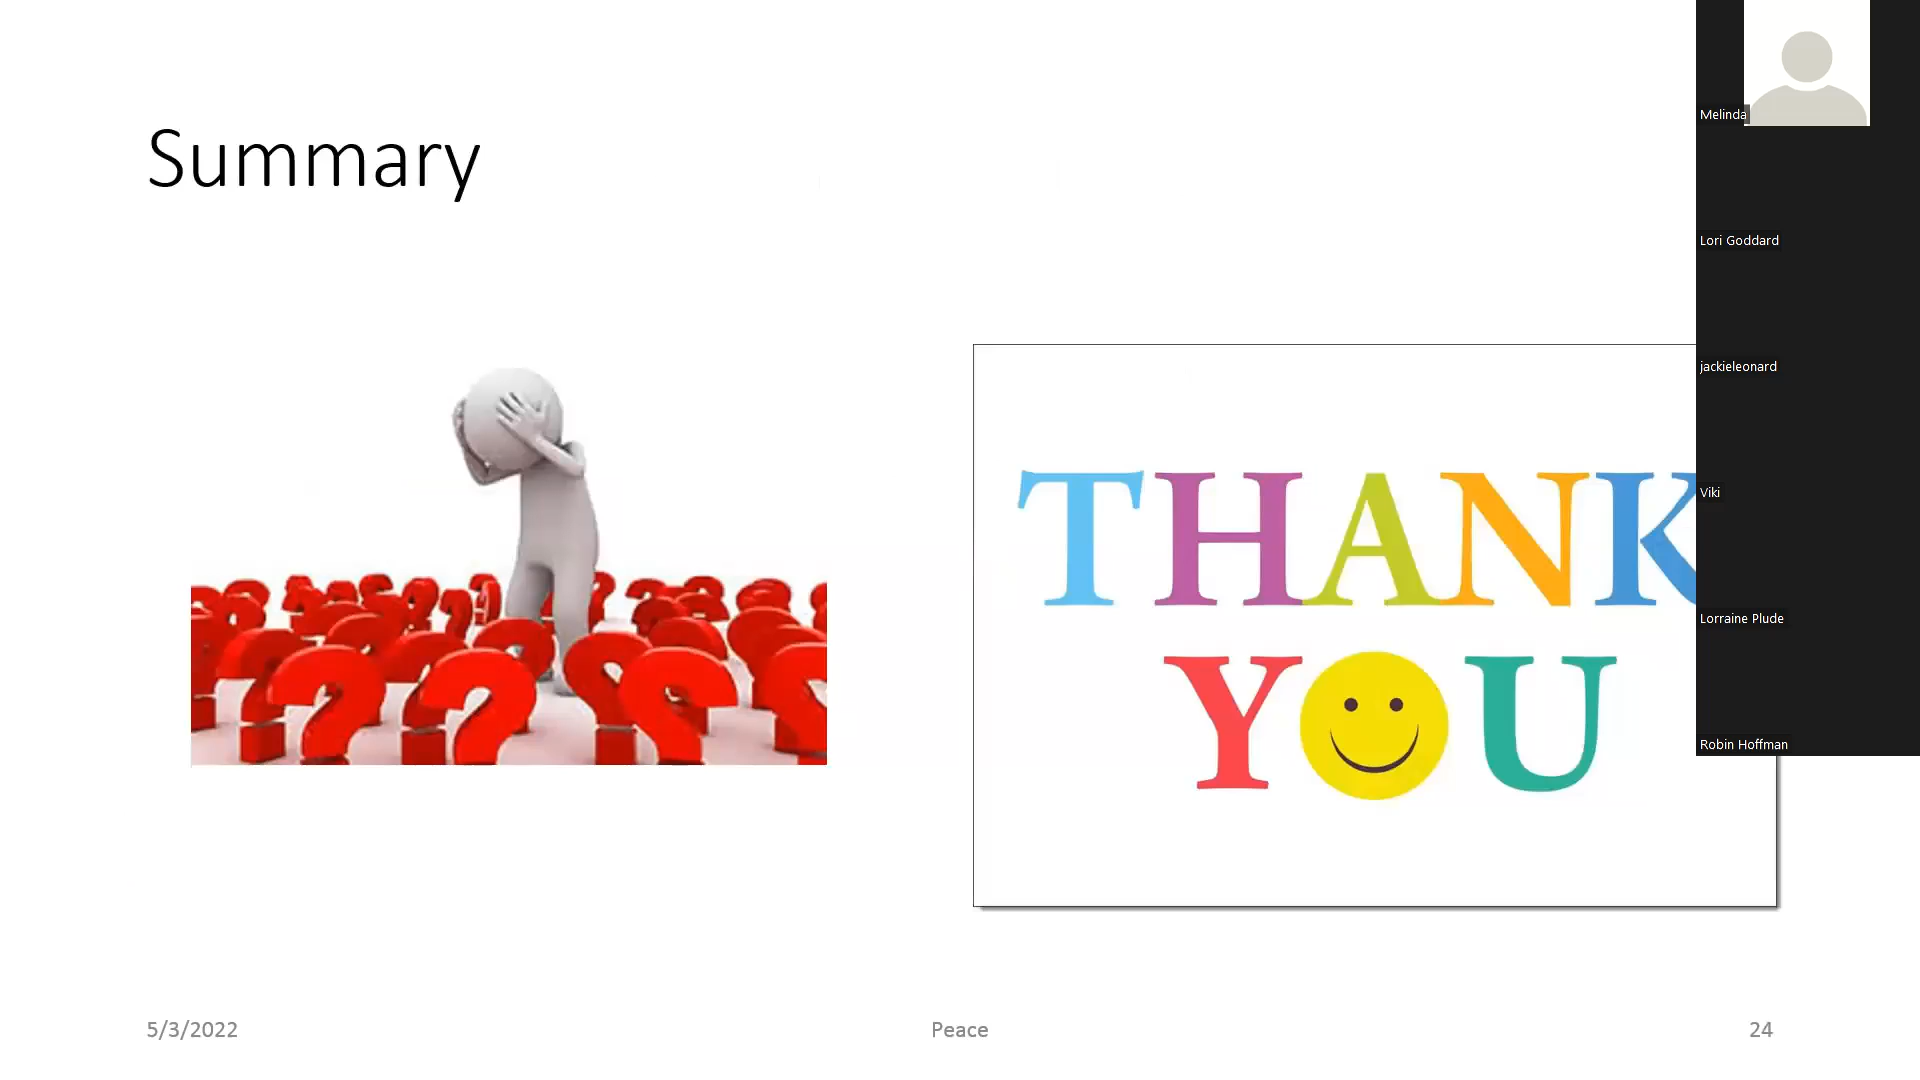 Summary
THANK
YOU
5/3/2022
Peace
24
Melinda
Lori Goddard
jackieleonard
Viki
Lorraine Plude
Robin Hoffman